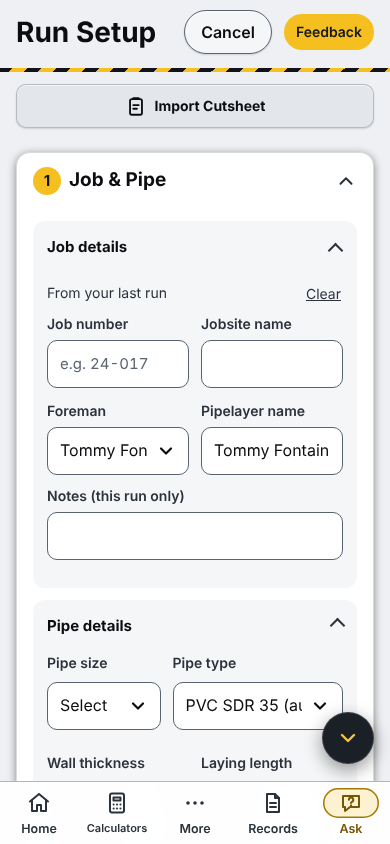 Run Setup
Cancel
Feedback
Import Cutsheet
1 Job & Pipe
Job details
From your last run
Clear
Job number
Jobsite name
e.g. 24-017
Foreman
Pipelayer name
Tommy Fon
Tommy Fontain
Notes (this run only)
Pipe details
Pipe size
Pipe type
Select
PVC SDR 35 (au
Wall thickness
Laying length
Home
Calculators
More
Records
Ask